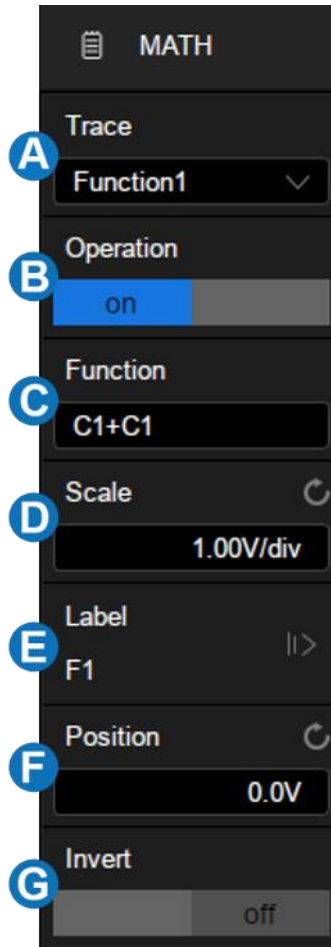 MATH
Trace
A
Function1
Operation
B
on
Function
C
C1+C1
Scale
D
1.00V/div
Label
E
F1
Position
F
0.0V
Invert
G
off